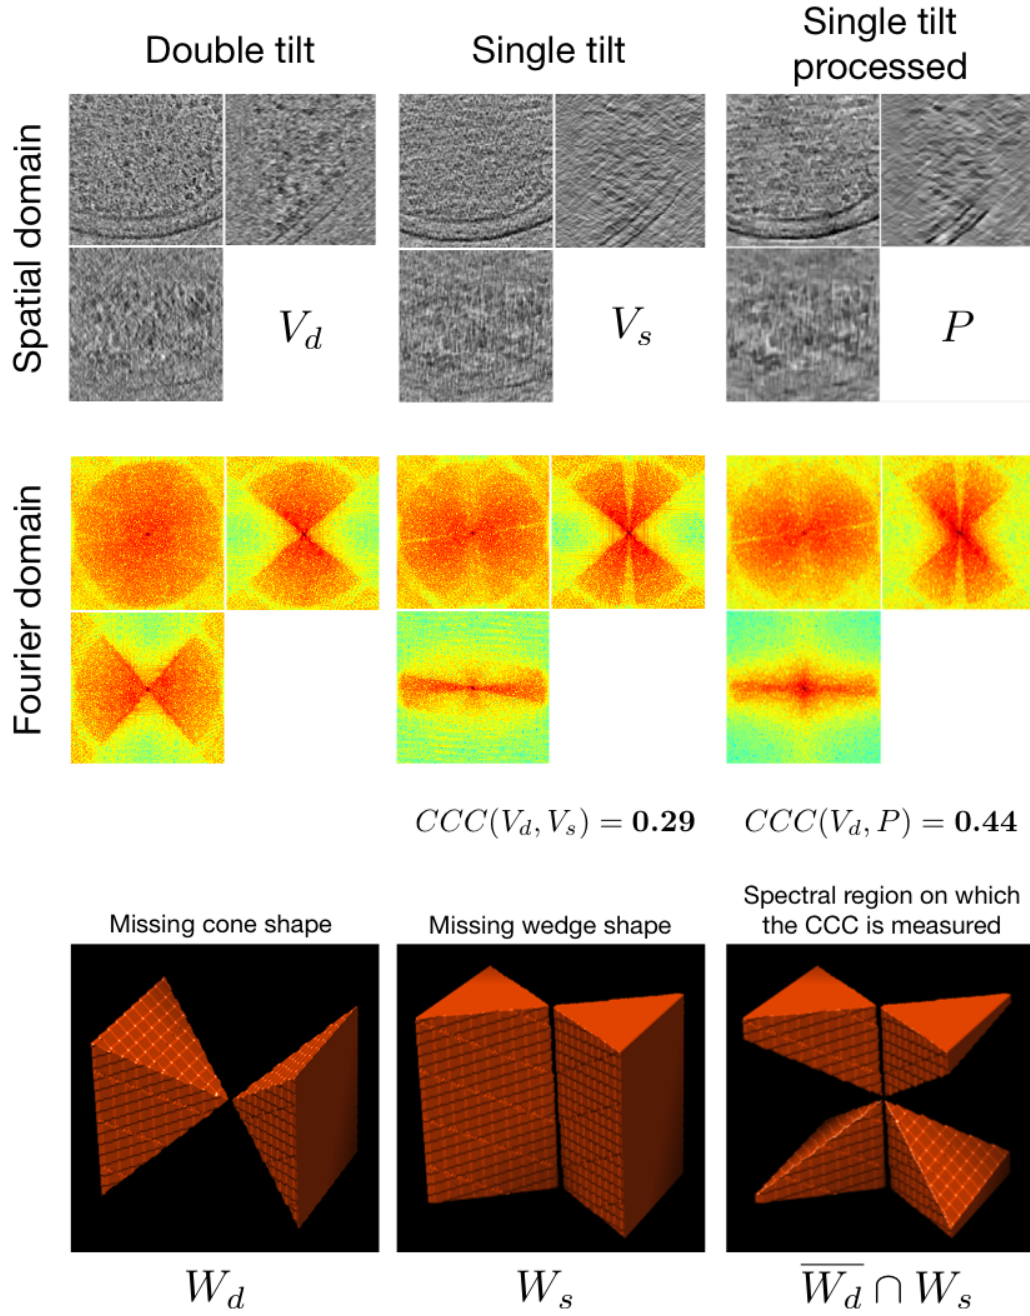 Double tilt
Single tilt
Single tilt
processed
Spatial domain
V_d
V_s
P
Fourier domain
CCC(V_d, V_s) = 0.29
CCC(V_d, P) = 0.44
Missing cone shape
Missing wedge shape
Spectral region on which
the CCC is measured
W_d
W_s
\overline{W_d} ∩ W_s